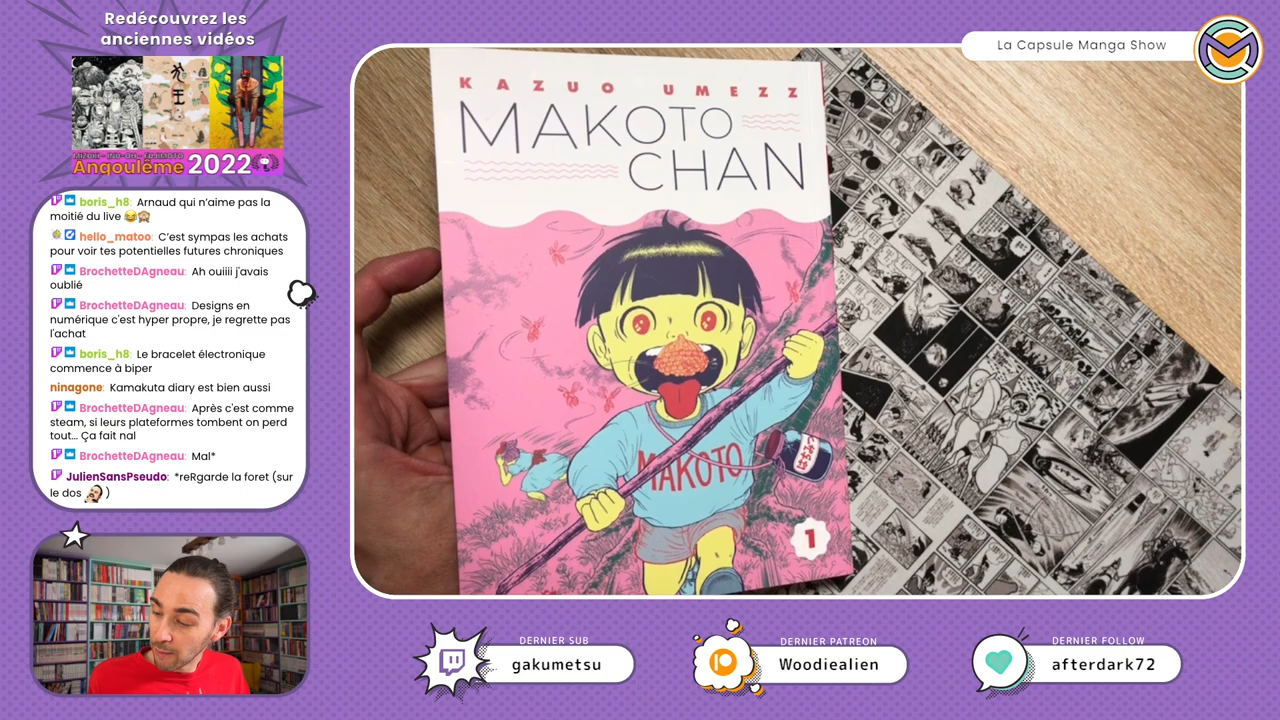 Redécouvrez les
anciennes vidéos
Angoulême 2022
boris_h8: Arnaud qui n'aime pas la
moitié du live 😂🙈
hello_matoo: C'est sympas les achats
pour voir tes potentielles futures chroniques
BrochetteDAgneau: Ah ouiiii j'avais
oublié
BrochetteDAgneau: Designs en
numérique c'est hyper propre, je regrette pas
l'achat
boris_h8: Le bracelet électronique
commence à biper
ninagone: Kamakuta diary est bien aussi
BrochetteDAgneau: Après c'est comme
steam, si leurs plateformes tombent on perd
tout... Ça fait nal
BrochetteDAgneau: Mal*
JulienSansPseudo: *reRgarde la foret (sur
le dos )
La Capsule Manga Show
KAZUO UMEZZ
MAKOTO
CHAN
MAKOTO
1
DERNIER SUB
gakumetsu
DERNIER PATREON
Woodiealien
DERNIER FOLLOW
afterdark72